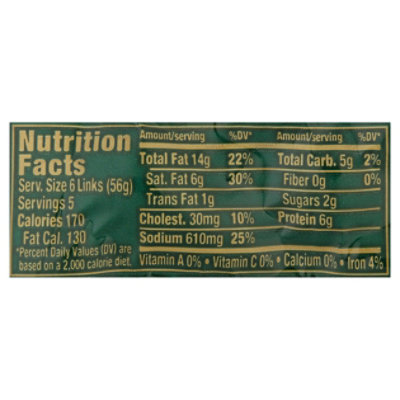 Nutrition
Facts
Serv. Size 6 Links (56g)
Servings 5
Calories 170
Fat Cal. 130
*Percent Daily Values (DV) are
based on a 2,000 calorie diet.
Amount/serving %DV*
Total Fat 14g 22%
Sat. Fat 6g 30%
Trans Fat 1g
Cholest. 30mg 10%
Sodium 610mg 25%
Amount/serving %DV*
Total Carb. 5g 2%
Fiber 0g 0%
Sugars 2g
Protein 6g
Vitamin A 0% • Vitamin C 0% • Calcium 0% • Iron 4%